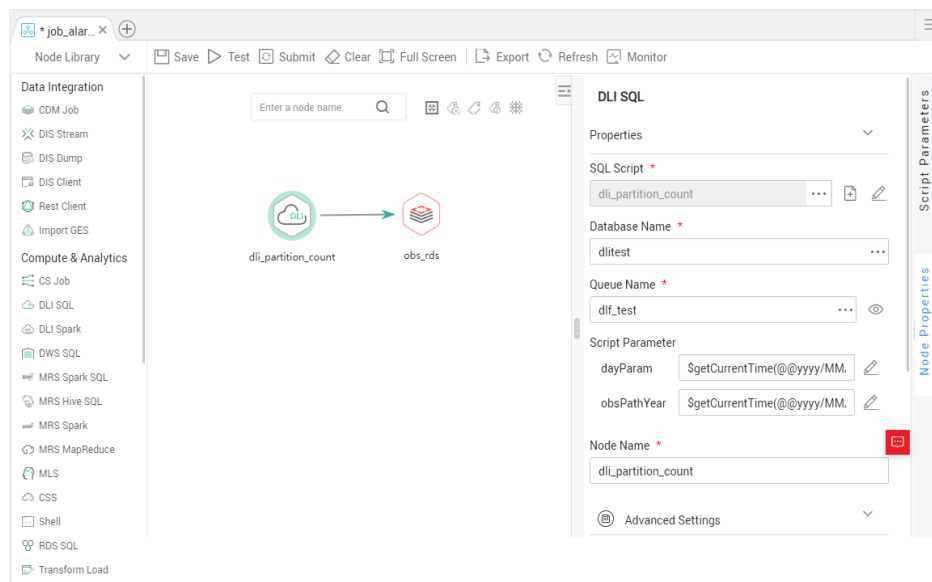 * job_alar...
Node Library
Save
Test
Submit
Clear
Full Screen
Export
Refresh
Monitor
Data Integration
CDM Job
DIS Stream
DIS Dump
DIS Client
Rest Client
Import GES
Compute & Analytics
CS Job
DLI SQL
DLI Spark
DWS SQL
MRS Spark SQL
MRS Hive SQL
MRS Spark
MRS MapReduce
MLS
CSS
Shell
RDS SQL
Transform Load
Enter a node name.
DLI
dli_partition_count
obs_rds
DLI SQL
Properties
SQL Script *
dli_partition_count
Database Name *
dlitest
Queue Name *
dlf_test
Script Parameter
dayParam
$getCurrentTime(@@yyyy/MM,
obsPathYear
$getCurrentTime(@@yyyy/MM,
Node Name *
dli_partition_count
Advanced Settings
Script Parameters
Node Properties